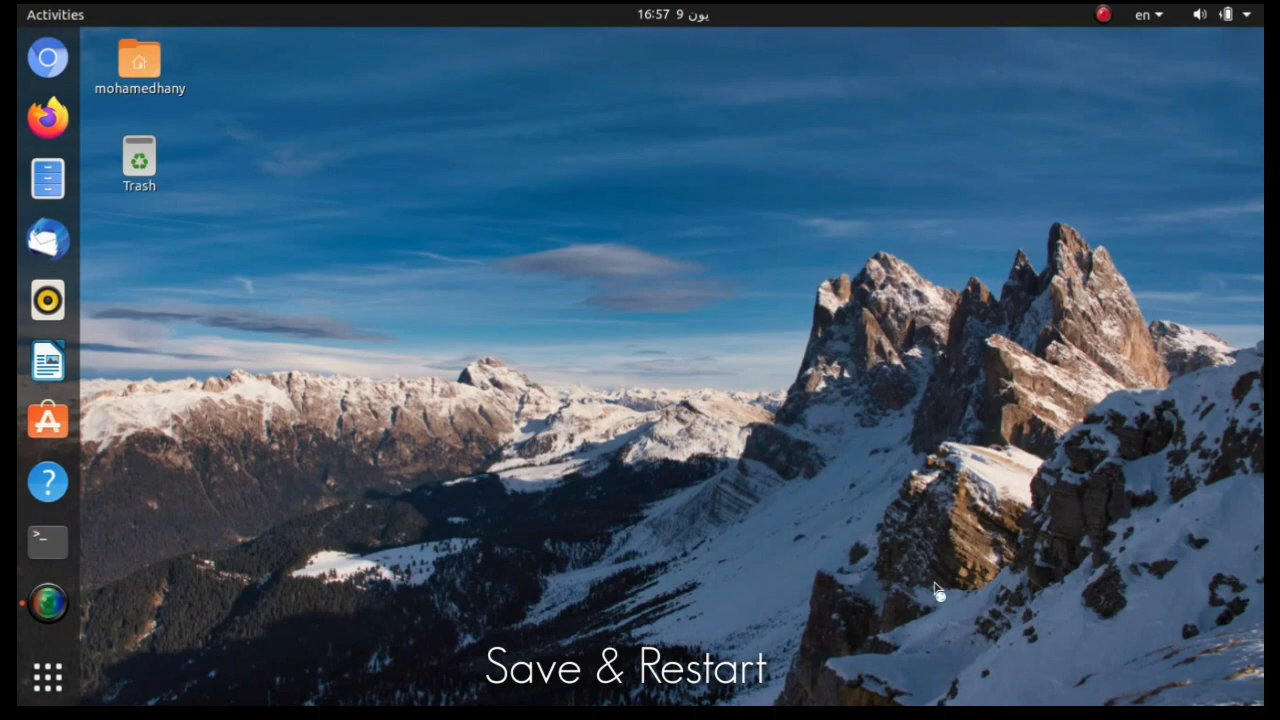 Activities
16:57 9 يون
en
mohamedhany
Trash
Save & Restart